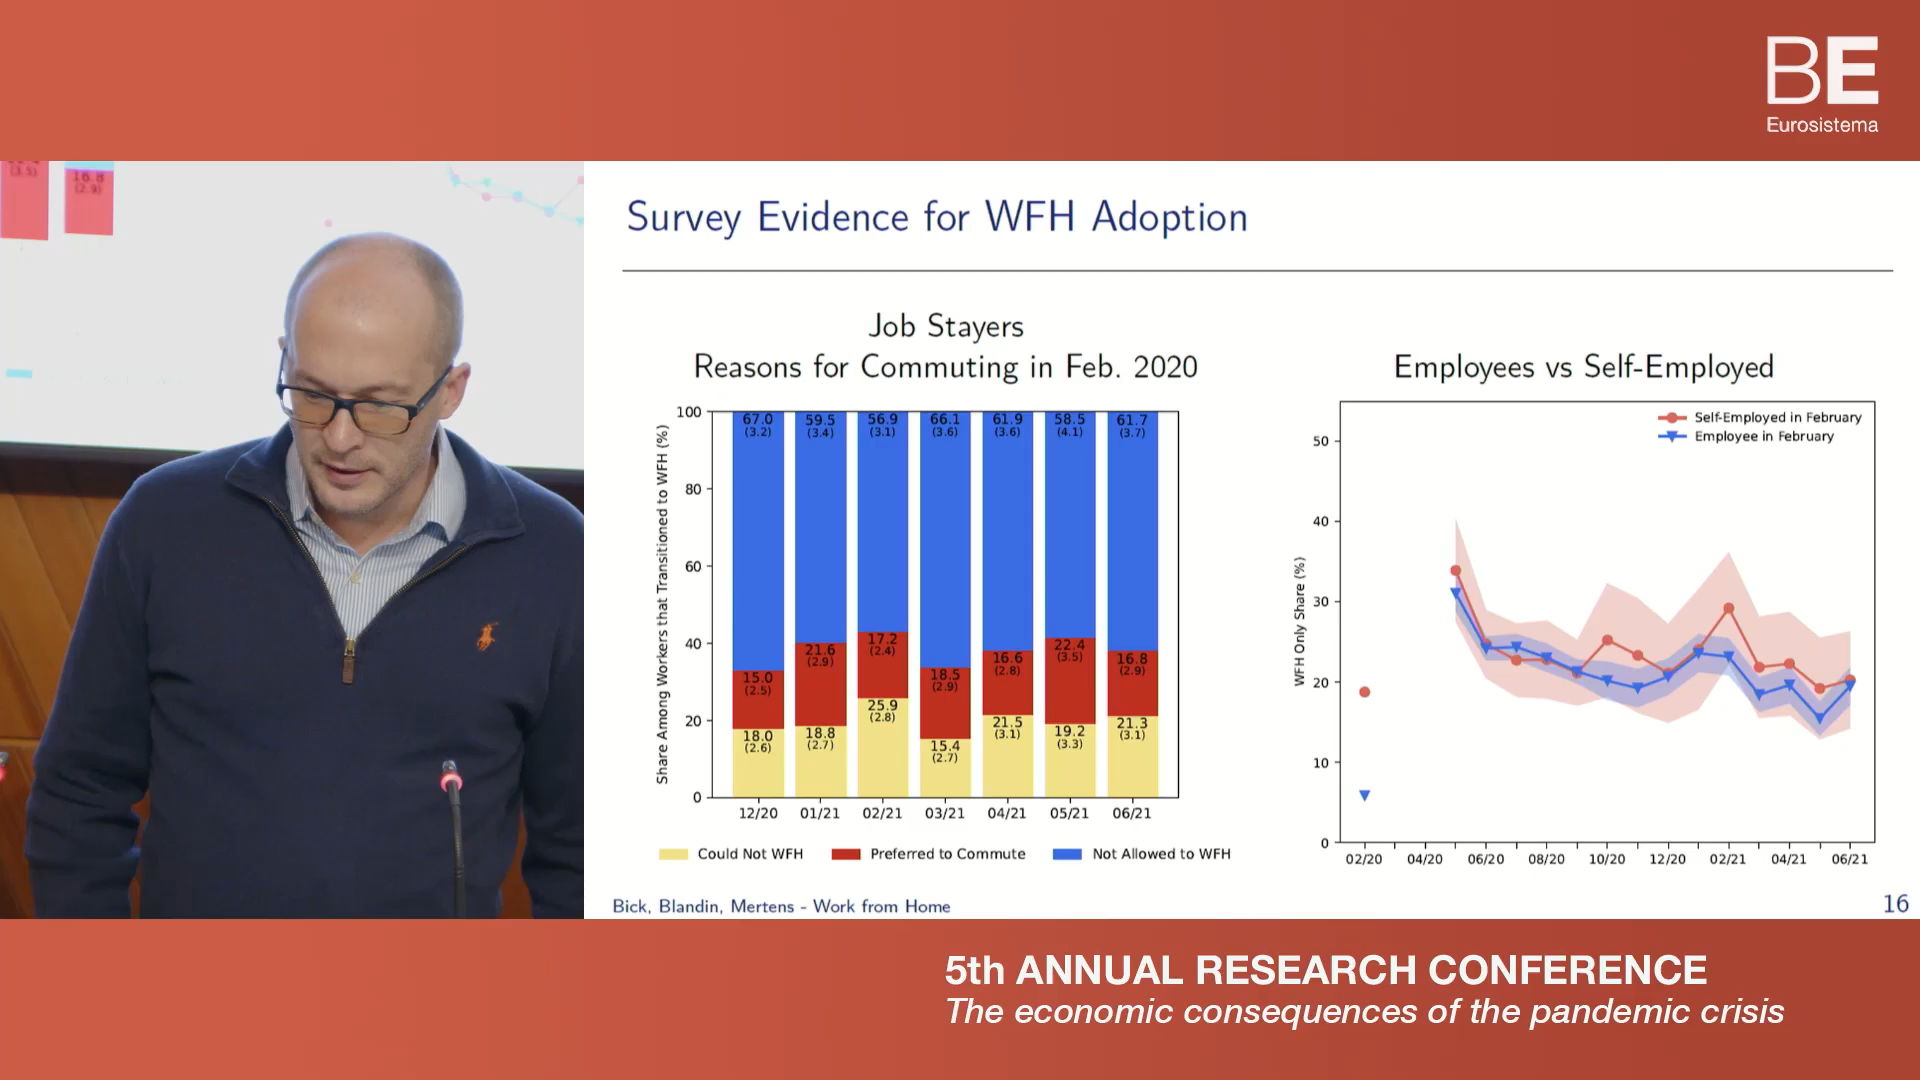 BE
Eurosistema
(3.5)
16.8
(2.9)
Survey Evidence for WFH Adoption
Job Stayers
Reasons for Commuting in Feb. 2020
Share Among Workers that Transitioned to WFH (%)
100
80
60
40
20
0
67.0 59.5 56.9 66.1 61.9 58.5 61.7
(3.2) (3.4) (3.1) (3.6) (3.6) (4.1) (3.7)
15.0 21.6 17.2 18.5 16.6 22.4 16.8
(2.5) (2.9) (2.4) (2.9) (2.8) (3.5) (2.9)
18.0 18.8 25.9 15.4 21.5 19.2 21.3
(2.6) (2.7) (2.8) (2.7) (3.1) (3.3) (3.1)
12/20 01/21 02/21 03/21 04/21 05/21 06/21
Could Not WFH Preferred to Commute Not Allowed to WFH
Employees vs Self-Employed
Self-Employed in February
Employee in February
WFH Only Share (%)
50
40
30
20
10
0
02/20 04/20 06/20 08/20 10/20 12/20 02/21 04/21 06/21
Bick, Blandin, Mertens - Work from Home
16
5th ANNUAL RESEARCH CONFERENCE
The economic consequences of the pandemic crisis